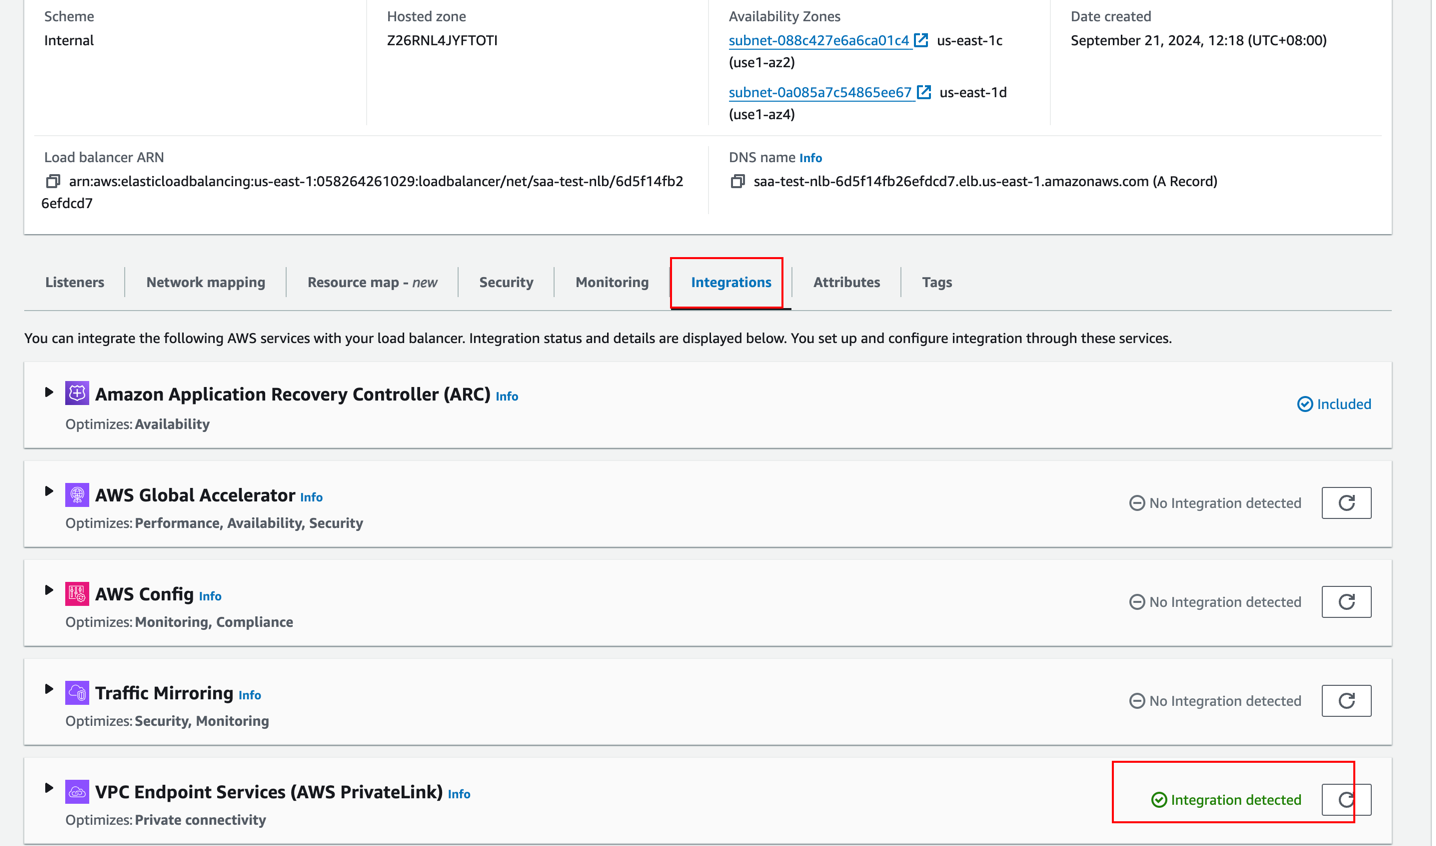 Scheme
Internal
Hosted zone
Z26RNL4JYFTOTI
Availability Zones
subnet-088c427e6a6ca01c4 us-east-1c
(use1-az2)
subnet-0a085a7c54865ee67 us-east-1d
(use1-az4)
Date created
September 21, 2024, 12:18 (UTC+08:00)
Load balancer ARN
arn:aws:elasticloadbalancing:us-east-1:058264261029:loadbalancer/net/saa-test-nlb/6d5f14fb2
6efdcd7
DNS name Info
saa-test-nlb-6d5f14fb26efdcd7.elb.us-east-1.amazonaws.com (A Record)
Listeners
Network mapping
Resource map - new
Security
Monitoring
Integrations
Attributes
Tags
You can integrate the following AWS services with your load balancer. Integration status and details are displayed below. You set up and configure integration through these services.
Amazon Application Recovery Controller (ARC) Info
Optimizes: Availability
Included
AWS Global Accelerator Info
Optimizes: Performance, Availability, Security
No Integration detected
AWS Config Info
Optimizes: Monitoring, Compliance
No Integration detected
Traffic Mirroring Info
Optimizes: Security, Monitoring
No Integration detected
VPC Endpoint Services (AWS PrivateLink) Info
Optimizes: Private connectivity
Integration detected